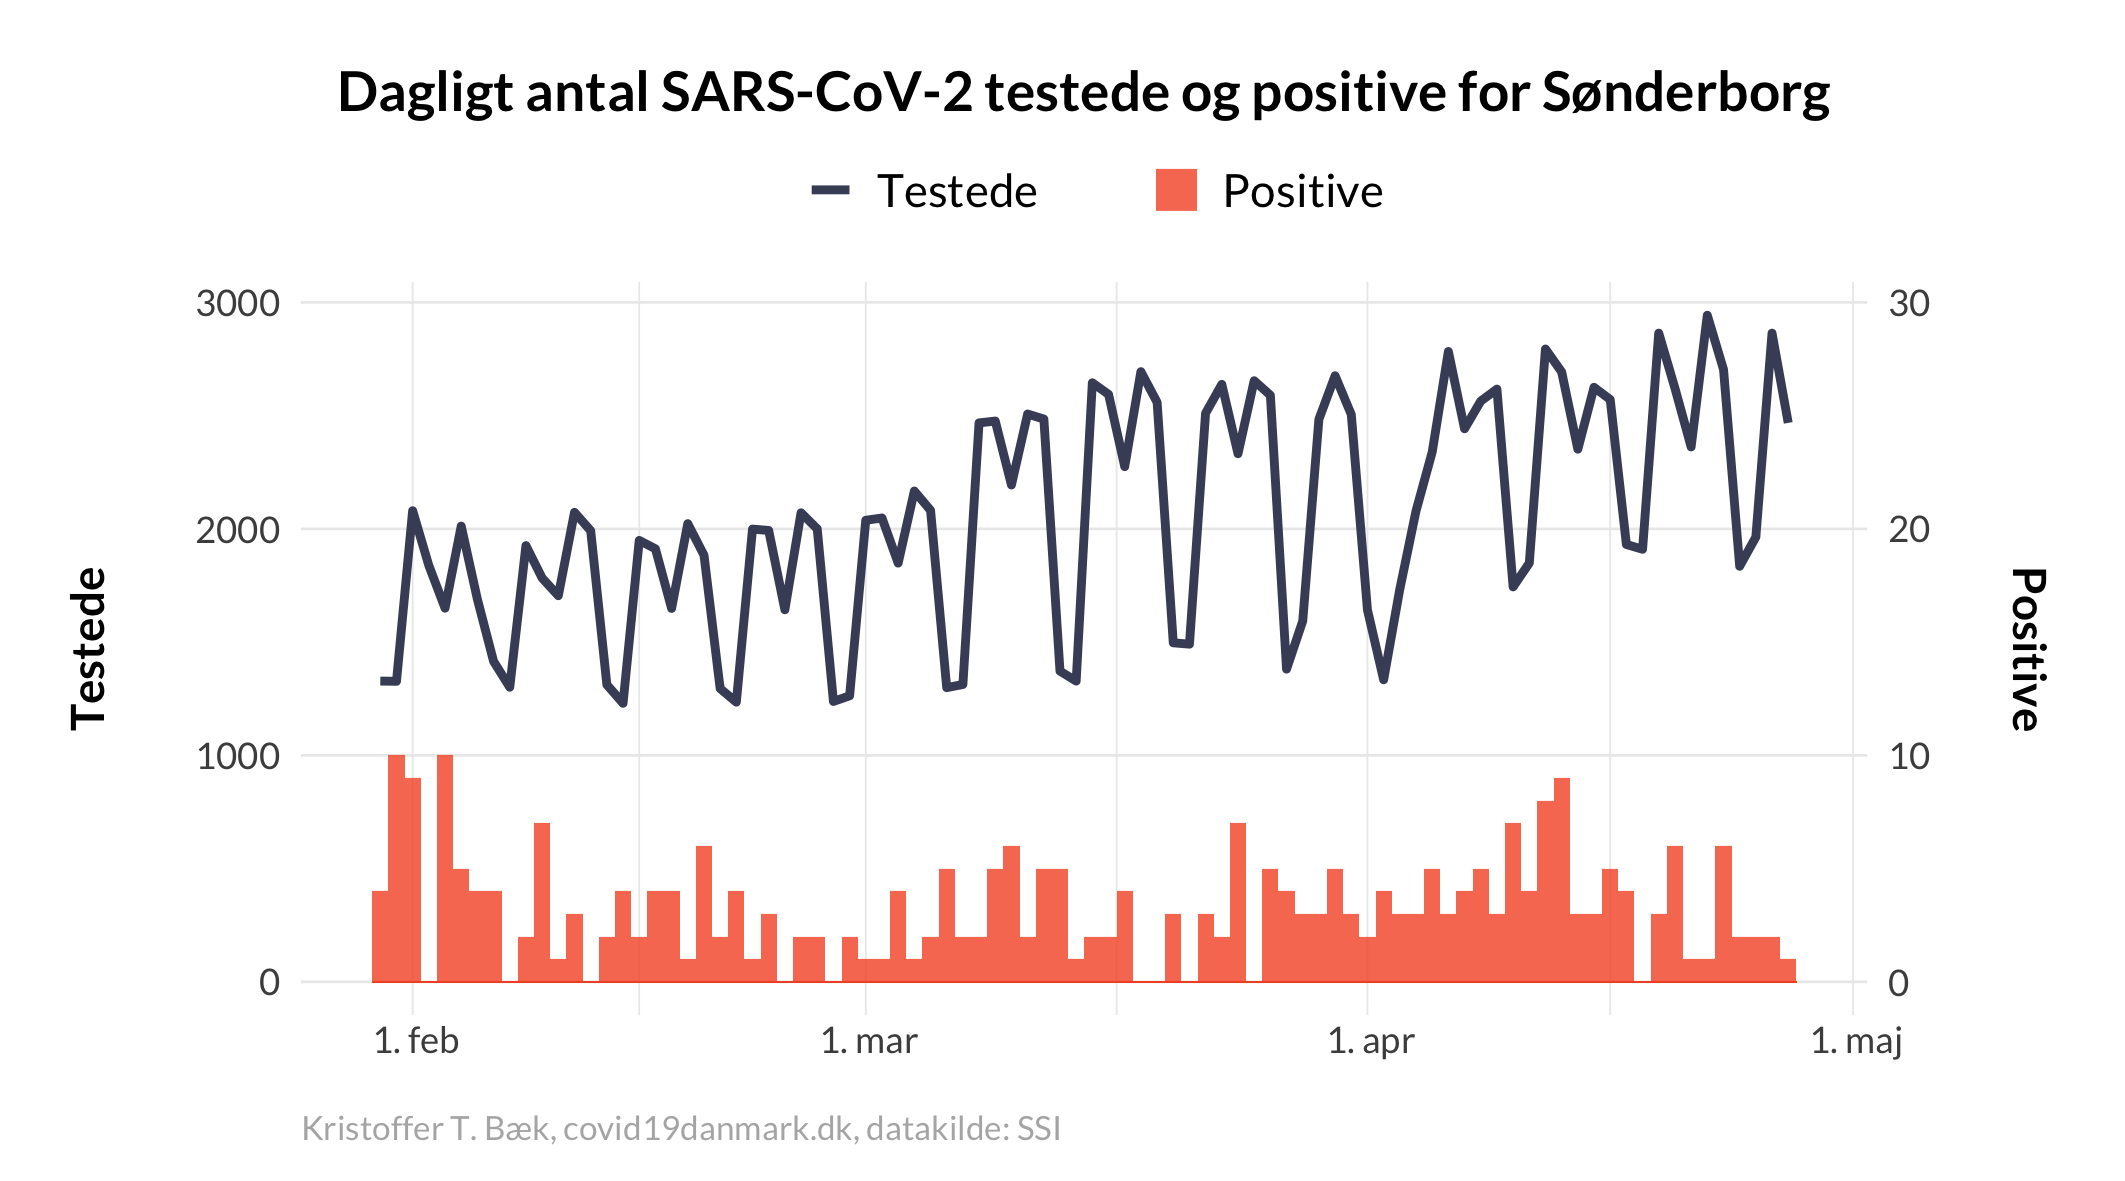 Dagligt antal SARS-CoV-2 testede og positive for Sønderborg
Testede
Positive
3000
2000
1000
0
30
20
10
0
Testede
Positive
1. feb
1. mar
1. apr
1. maj
Kristoffer T. Bæk, covid19danmark.dk, datakilde: SSI